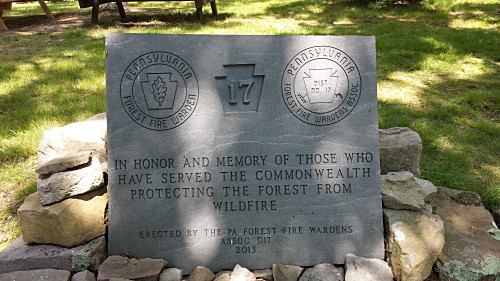 PENNSYLVANIA
FOREST FIRE WARDEN
17
PENNSYLVANIA
DIST
NO. 17
FOREST FIRE WARDENS ASSOC.
IN HONOR AND MEMORY OF THOSE WHO
HAVE SERVED THE COMMONWEALTH
PROTECTING THE FOREST FROM
WILDFIRE
ERECTED BY THE PA FOREST FIRE WARDENS
ASSOC. D17
2013